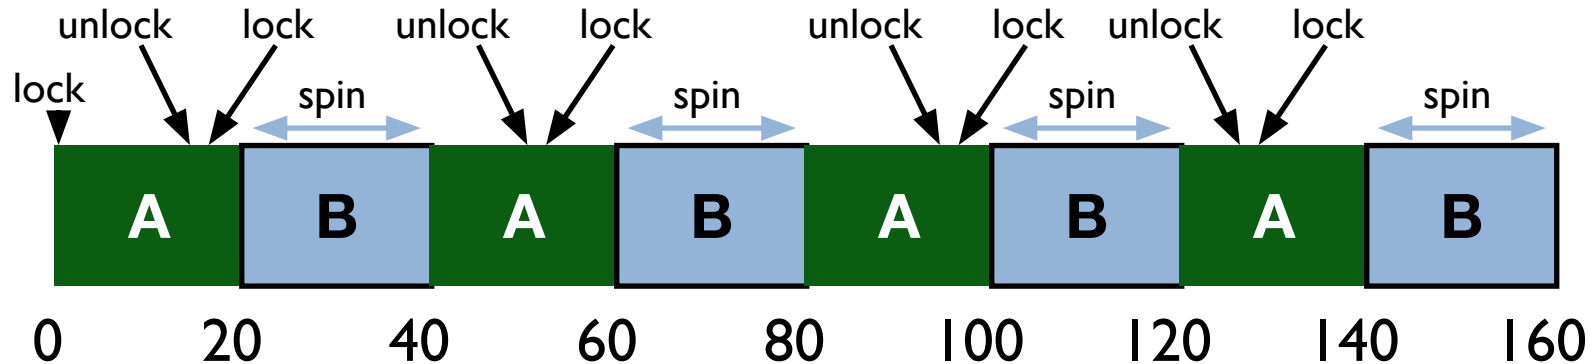 unlock lock unlock lock unlock lock unlock lock
lock spin spin spin spin
A B A B A B A B
0 20 40 60 80 100 120 140 160